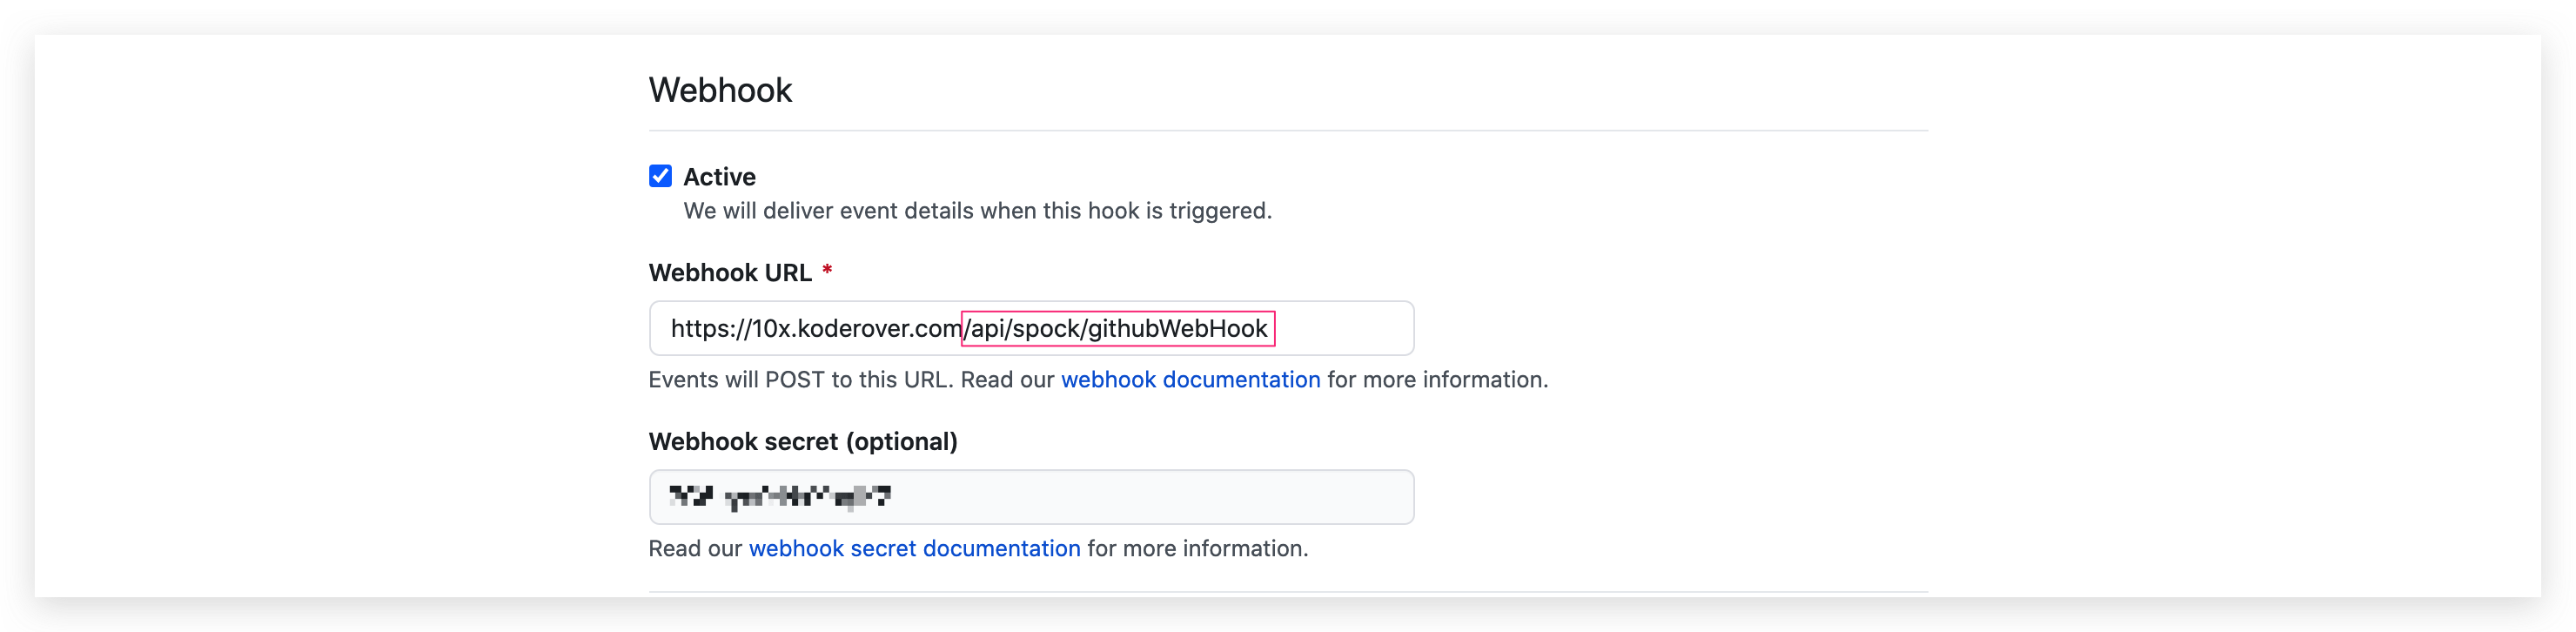 Webhook
Active
We will deliver event details when this hook is triggered.
Webhook URL *
https://10x.koderover.com/api/spock/githubWebHook
Events will POST to this URL. Read our webhook documentation for more information.
Webhook secret (optional)
Read our webhook secret documentation for more information.